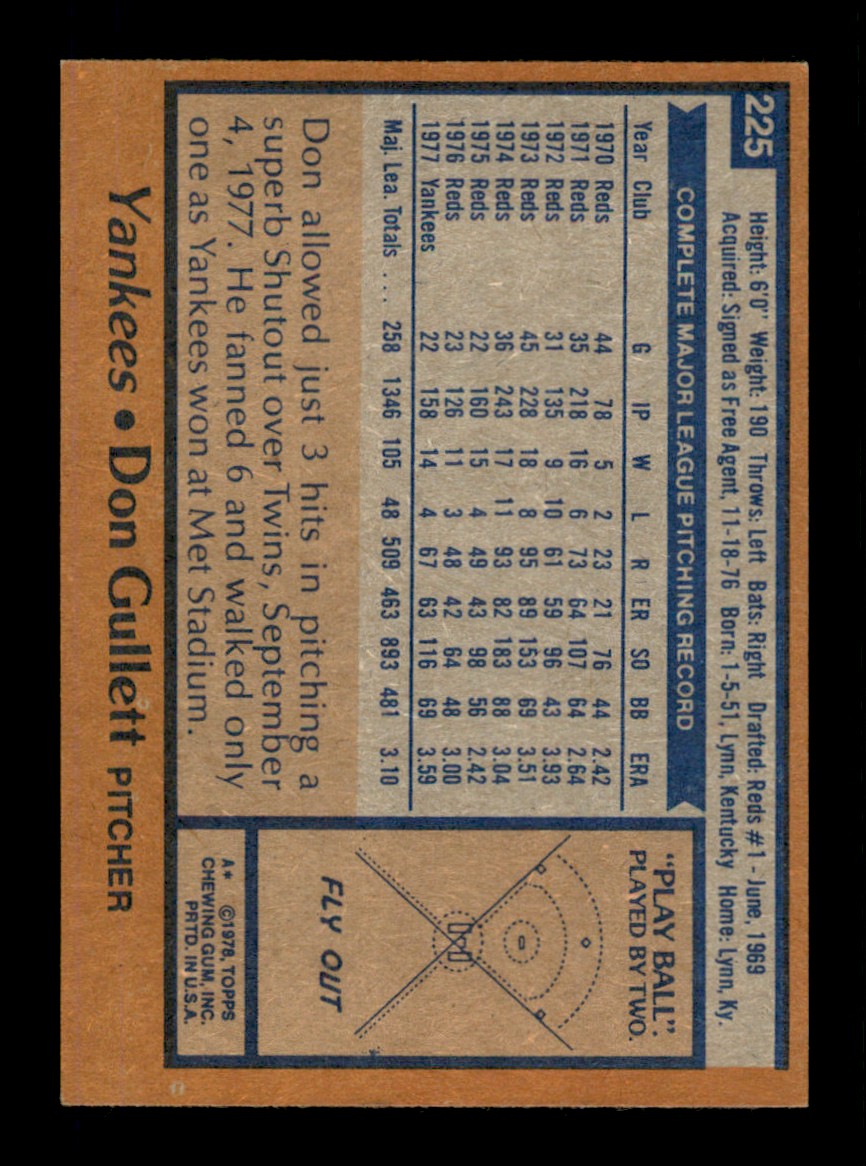 225
Height: 6'0" Weight: 190 Throws: Left Bats: Right Drafted: Reds #1 - June, 1969
Acquired: Signed as Free Agent, 11-18-76 Born: 1-5-51, Lynn, Kentucky Home: Lynn, Ky.
COMPLETE MAJOR LEAGUE PITCHING RECORD
Year Club G IP W L R ER SO BB ERA
1970 Reds 44 78 5 2 23 21 76 44 2.42
1971 Reds 35 218 16 6 73 64 107 64 2.64
1972 Reds 31 135 9 10 61 59 96 43 3.93
1973 Reds 45 228 18 8 95 89 153 69 3.51
1974 Reds 36 243 17 11 93 82 183 88 3.04
1975 Reds 22 160 15 4 49 43 98 56 2.42
1976 Reds 23 126 11 3 48 42 64 48 3.00
1977 Yankees 22 158 14 4 67 63 116 69 3.59
Maj. Lea. Totals . . . 258 1346 105 48 509 463 893 481 3.10
Don allowed just 3 hits in pitching a
superb Shutout over Twins, September
4, 1977. He fanned 6 and walked only
one as Yankees won at Met Stadium.
"PLAY BALL":
PLAYED BY TWO.
FLY OUT
A* ©1978, TOPPS
CHEWING GUM, INC.
PRTD. IN U.S.A.
Yankees • Don Gullett PITCHER